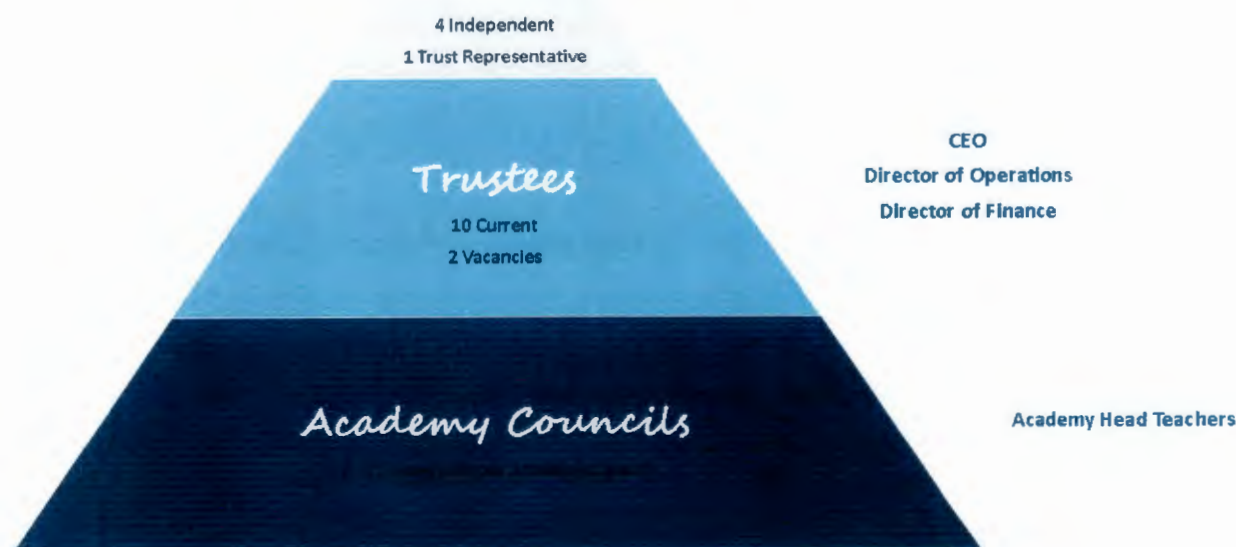 4 Independent
1 Trust Representative
Trustees
10 Current
2 Vacancies
CEO
Director of Operations
Director of Finance
Academy Councils
Academy Head Teachers